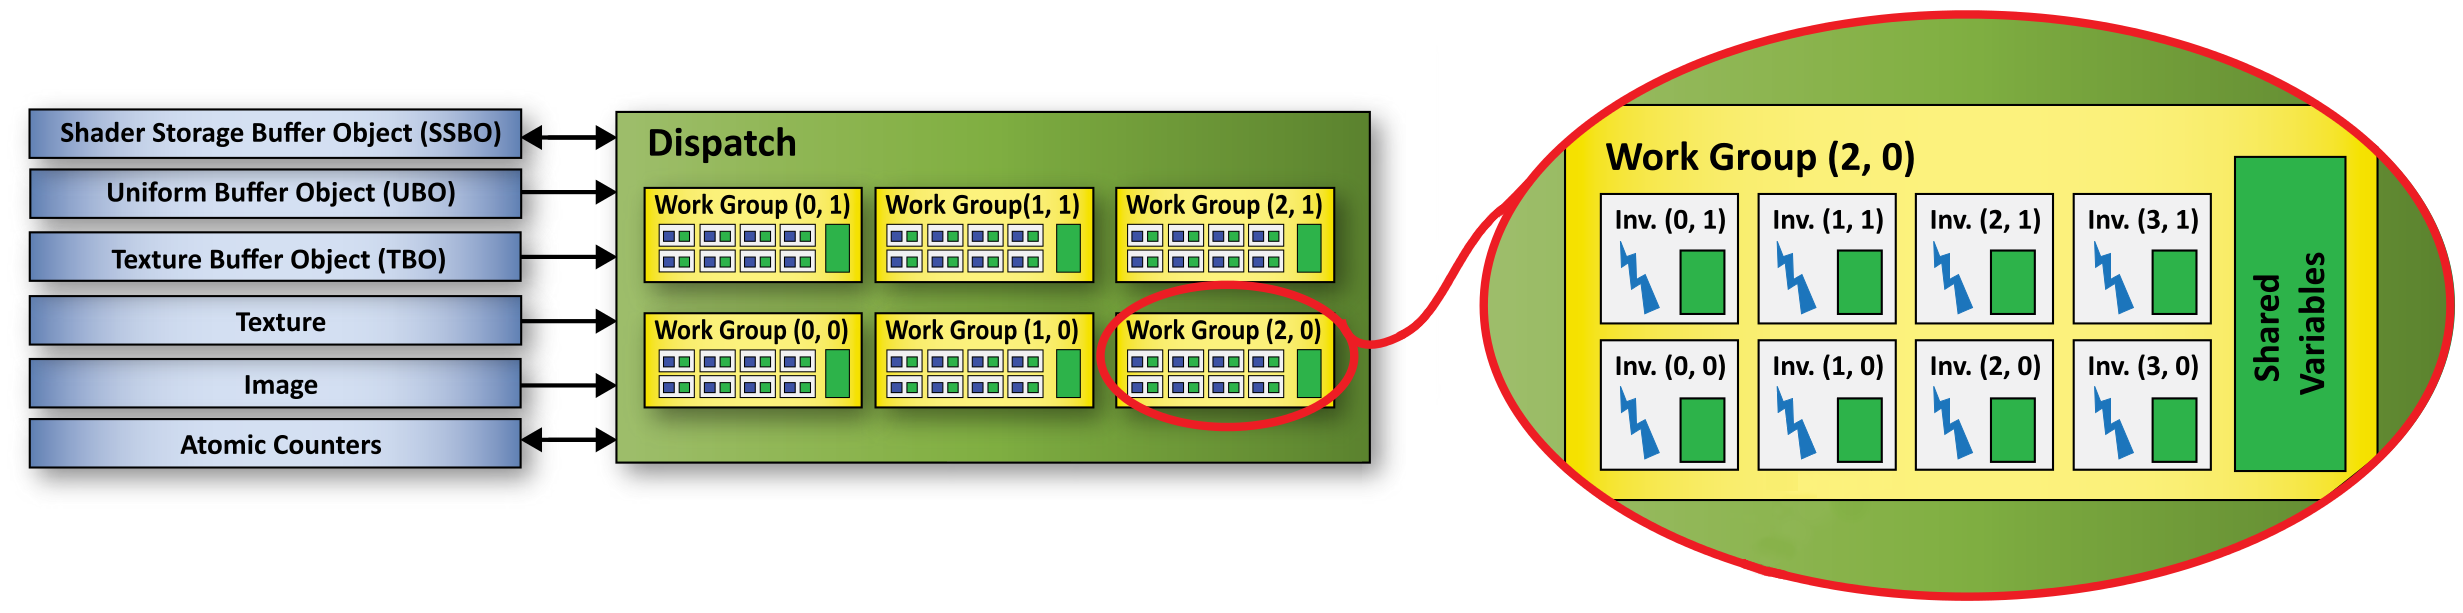 Shader Storage Buffer Object (SSBO)
Uniform Buffer Object (UBO)
Texture Buffer Object (TBO)
Texture
Image
Atomic Counters
Dispatch
Work Group (0, 1)
Work Group(1, 1)
Work Group (2, 1)
Work Group (0, 0)
Work Group (1, 0)
Work Group (2, 0)
Work Group (2, 0)
Inv. (0, 1)
Inv. (1, 1)
Inv. (2, 1)
Inv. (3, 1)
Inv. (0, 0)
Inv. (1, 0)
Inv. (2, 0)
Inv. (3, 0)
Shared
Variables